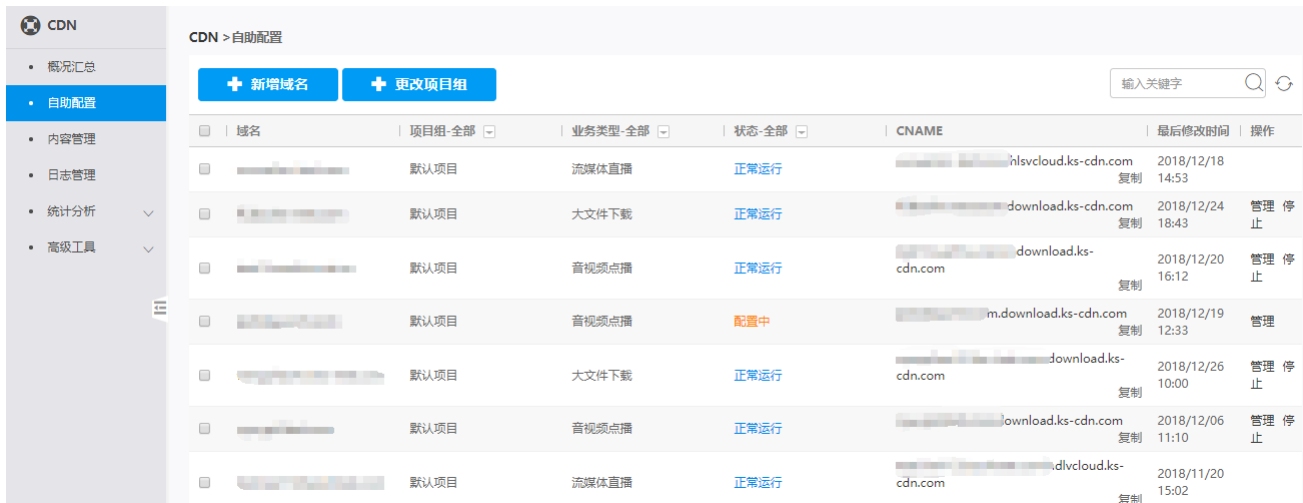 CDN
CDN >自助配置
概况汇总
自助配置
内容管理
日志管理
统计分析
高级工具
新增域名
更改项目组
输入关键字
域名 项目组-全部 业务类型-全部 状态-全部 CNAME 最后修改时间 操作
默认项目 流媒体直播 正常运行 hlsvcloud.ks-cdn.com 2018/12/18
复制 14:53
默认项目 大文件下载 正常运行 download.ks-cdn.com 2018/12/24 管理 停
复制 18:43 止
默认项目 音视频点播 正常运行 download.ks-
cdn.com 2018/12/20 管理 停
复制 16:12 止
默认项目 音视频点播 配置中 m.download.ks-cdn.com 2018/12/19 管理
复制 12:33
默认项目 大文件下载 正常运行 download.ks-
cdn.com 2018/12/26 管理 停
复制 10:00 止
默认项目 音视频点播 正常运行 download.ks-cdn.com 2018/12/06 管理 停
复制 11:10 止
默认项目 流媒体直播 正常运行 .dlvcloud.ks-
cdn.com 2018/11/20
复制 15:02